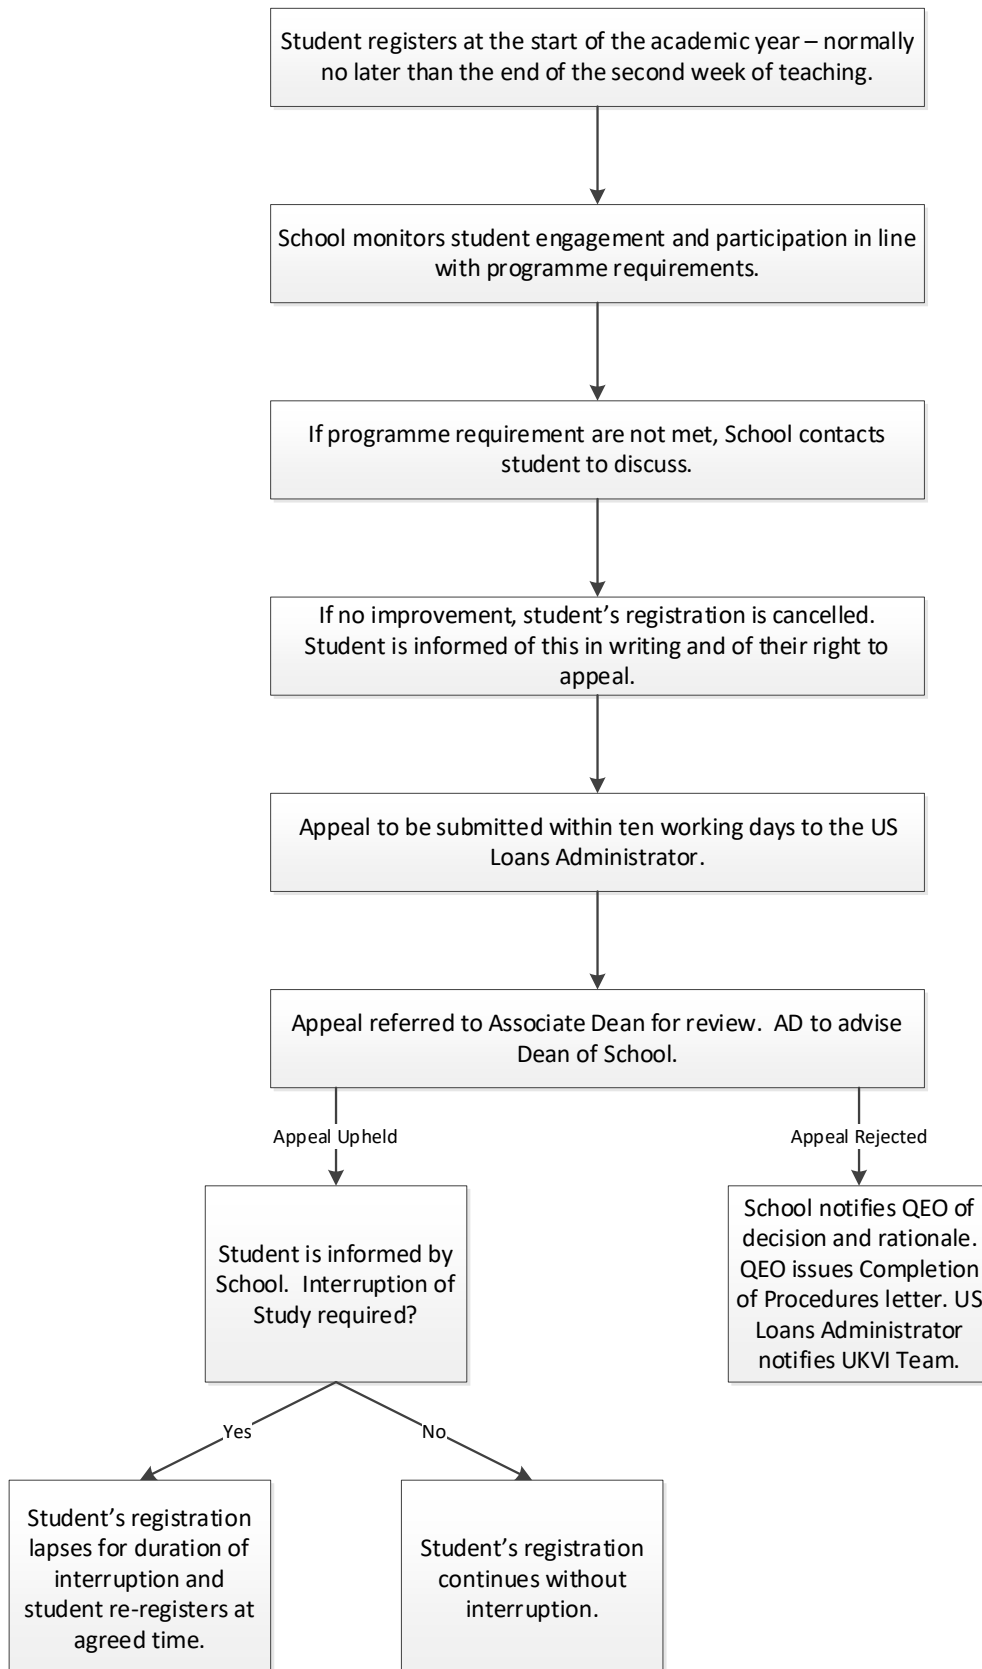 Student registers at the start of the academic year – normally
no later than the end of the second week of teaching.
School monitors student engagement and participation in line
with programme requirements.
If programme requirement are not met, School contacts
student to discuss.
If no improvement, student’s registration is cancelled.
Student is informed of this in writing and of their right to
appeal.
Appeal to be submitted within ten working days to the US
Loans Administrator.
Appeal referred to Associate Dean for review.  AD to advise
Dean of School.
Appeal Upheld
Appeal Rejected
Student is informed by
School.  Interruption of
Study required?
School notifies QEO of
decision and rationale.
QEO issues Completion
of Procedures letter. US
Loans Administrator
notifies UKVI Team.
Yes
No
Student’s registration
lapses for duration of
interruption and
student re-registers at
agreed time.
Student’s registration
continues without
interruption.